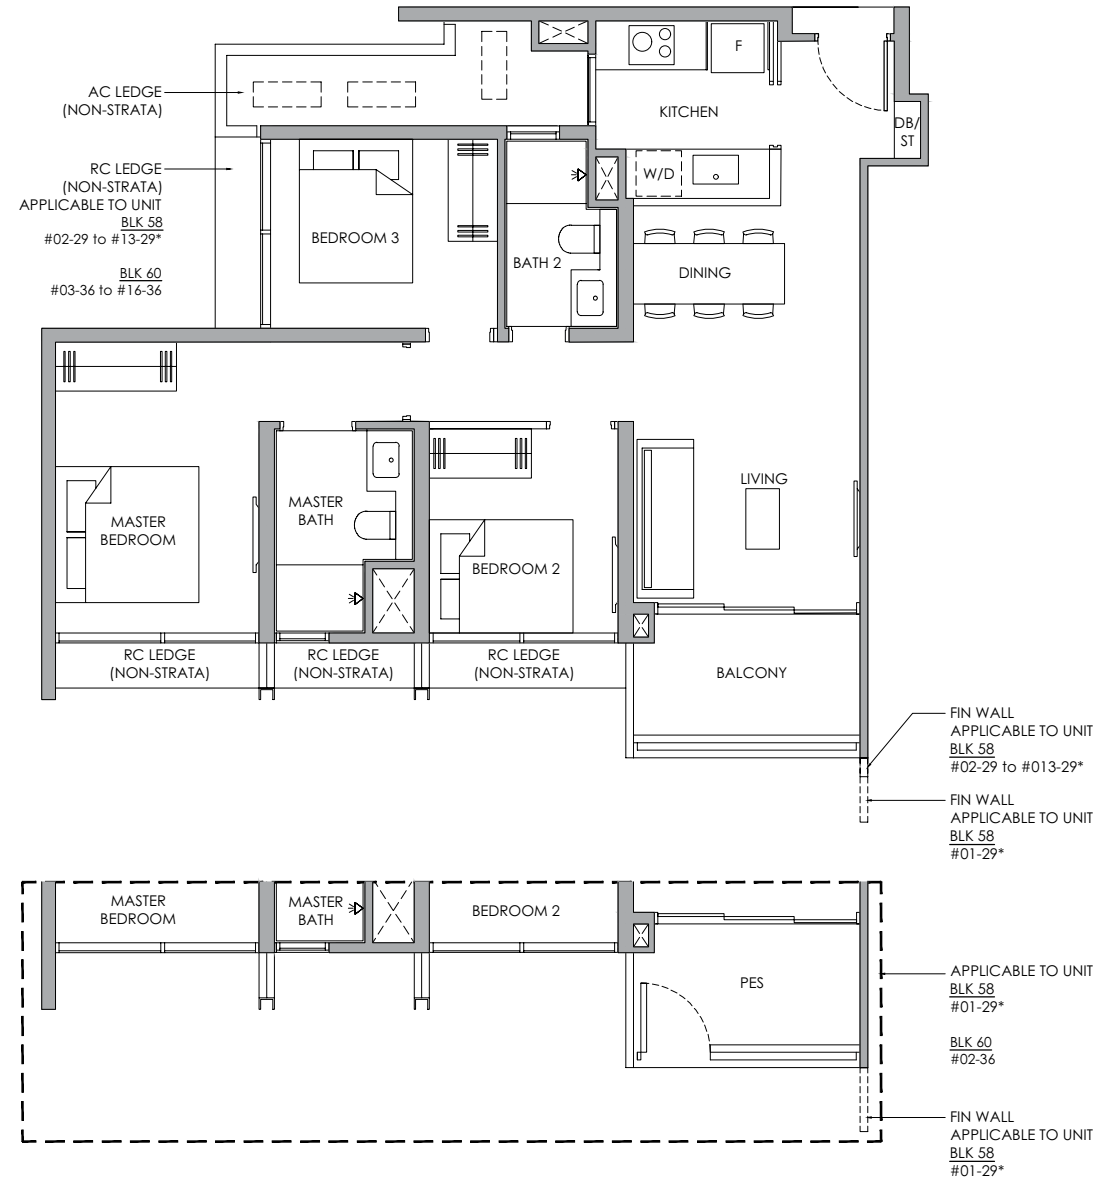 F
KITCHEN
DB/
ST
AC LEDGE
(NON-STRATA)
RC LEDGE
(NON-STRATA)
APPLICABLE TO UNIT
BLK 58
#02-29 to #13-29*
BLK 60
#03-36 to #16-36
W/D
BEDROOM 3
BATH 2
DINING
LIVING
MASTER
BEDROOM
MASTER
BATH
BEDROOM 2
RC LEDGE
(NON-STRATA)
RC LEDGE
(NON-STRATA)
RC LEDGE
(NON-STRATA)
BALCONY
FIN WALL
APPLICABLE TO UNIT
BLK 58
#02-29 to #013-29*
FIN WALL
APPLICABLE TO UNIT
BLK 58
#01-29*
MASTER
BEDROOM
MASTER
BATH
BEDROOM 2
PES
APPLICABLE TO UNIT
BLK 58
#01-29*
BLK 60
#02-36
FIN WALL
APPLICABLE TO UNIT
BLK 58
#01-29*